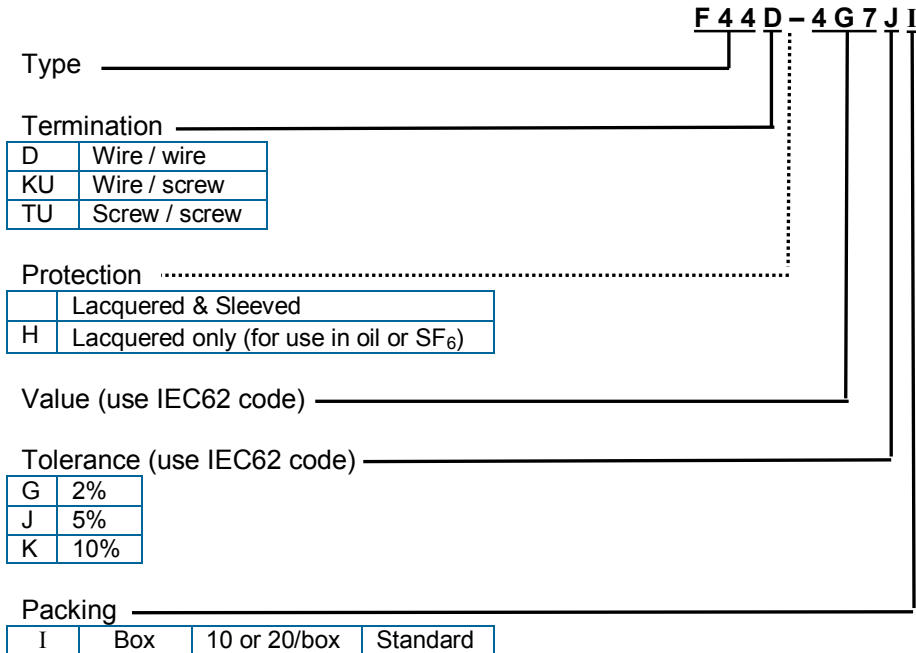 F 4 4 D – 4 G 7 J I
Type
Termination
D Wire / wire
KU Wire / screw
TU Screw / screw
Protection
Lacquered & Sleeved
H Lacquered only (for use in oil or SF₆)
Value (use IEC62 code)
Tolerance (use IEC62 code)
G 2%
J 5%
K 10%
Packing
I Box 10 or 20/box Standard